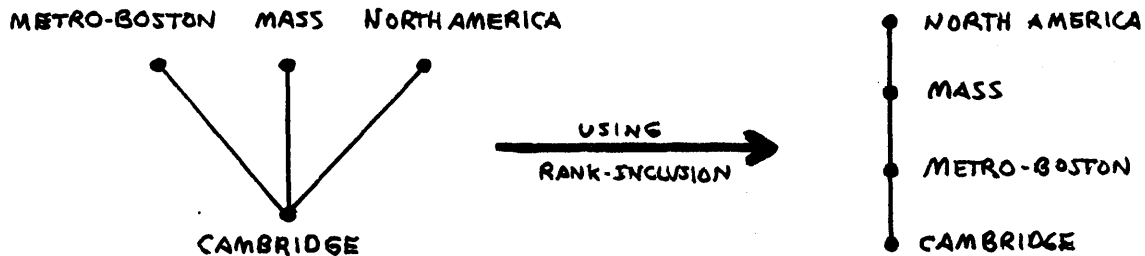 METRO-BOSTON MASS NORTH AMERICA
CAMBRIDGE
USING
RANK-INCLUSION
NORTH AMERICA
MASS
METRO-BOSTON
CAMBRIDGE